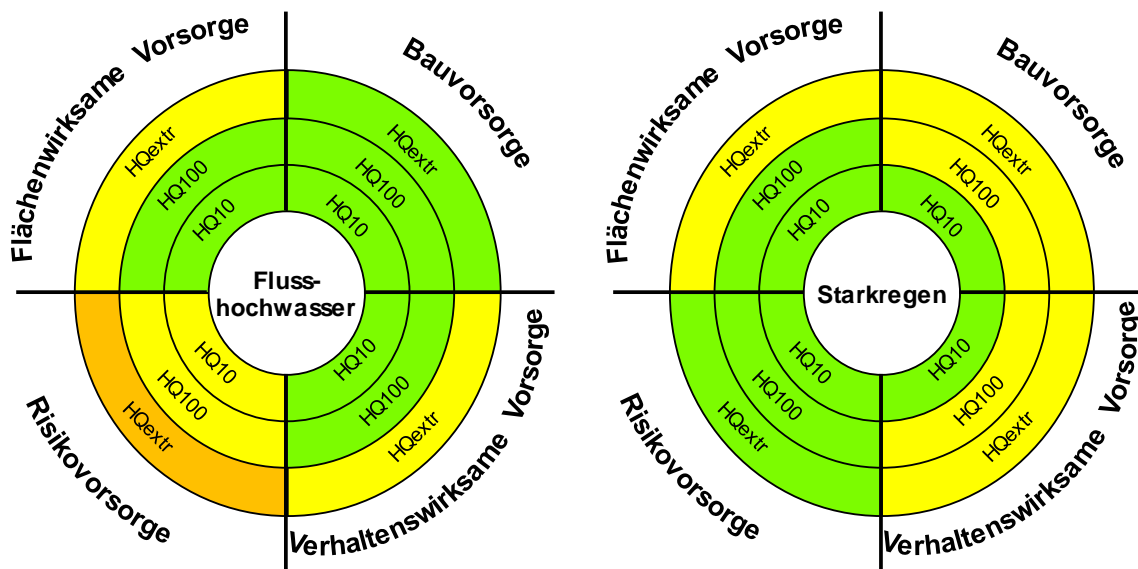 Flächenwirksame Vorsorge
Bauvorsorge
HQextr
HQ100
HQ10
HQextr
HQ100
HQ10
Fluss-
hochwasser
HQ10
HQ100
HQextr
HQ10
HQ100
HQextr
Risikovorsorge
Verhaltenswirksame Vorsorge
Flächenwirksame Vorsorge
Bauvorsorge
HQextr
HQ100
HQ10
HQextr
HQ100
HQ10
Starkregen
HQ10
HQ100
HQextr
HQ10
HQ100
HQextr
Risikovorsorge
Verhaltenswirksame Vorsorge